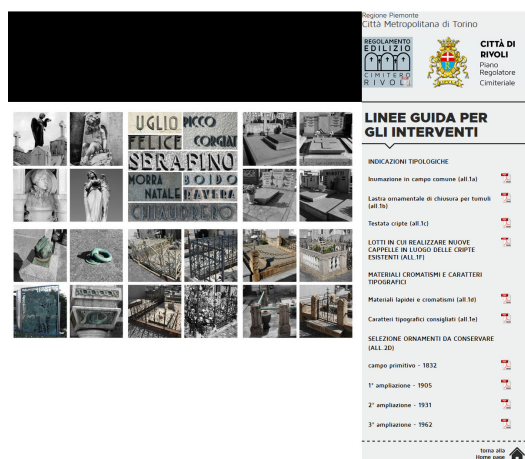 Regione Piemonte
Città Metropolitana di Torino
REGOLAMENTO
EDILIZIO
CIMITERO
RIVOLI
CITTÀ DI
RIVOLI
Piano
Regolatore
Cimiteriale
LINEE GUIDA PER
GLI INTERVENTI
INDICAZIONI TIPOLOGICHE
Inumazione in campo comune (all.1a)
Lastra ornamentale di chiusura per tumuli
(all.1b)
Testata cripte (all.1c)
LOTTI IN CUI REALIZZARE NUOVE
CAPPELLE IN LUOGO DELLE CRIPTE
ESISTENTI (ALL.1F)
MATERIALI CROMATISMI E CARATTERI
TIPOGRAFICI
Materiali lapidei e cromatismi (all.1d)
Caratteri tipografici consigliati (all.1e)
SELEZIONE ORNAMENTI DA CONSERVARE
(ALL 2D)
campo primitivo - 1832
1° ampliazione - 1905
2° ampliazione - 1931
3° ampliazione - 1962
torna alla
Home page
UGLIO PICCO
FELICE CORGIAT
SERAFINO
MORRA BOIDO
NATALE RAVERA
CHIABRERO